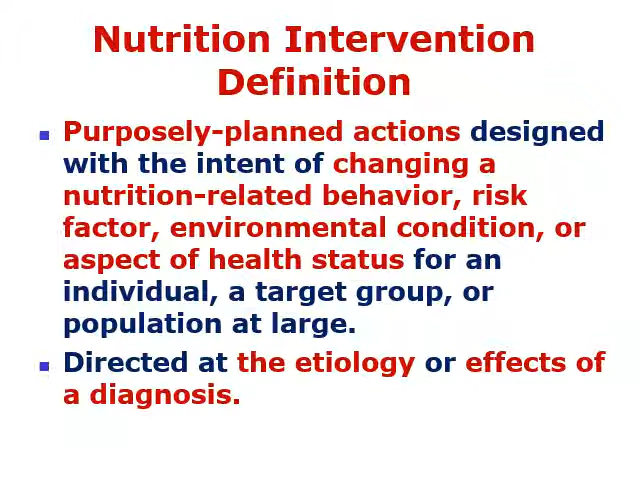 Nutrition Intervention
Definition
Purposely-planned actions designed
with the intent of changing a
nutrition-related behavior, risk
factor, environmental condition, or
aspect of health status for an
individual, a target group, or
population at large.
Directed at the etiology or effects of
a diagnosis.